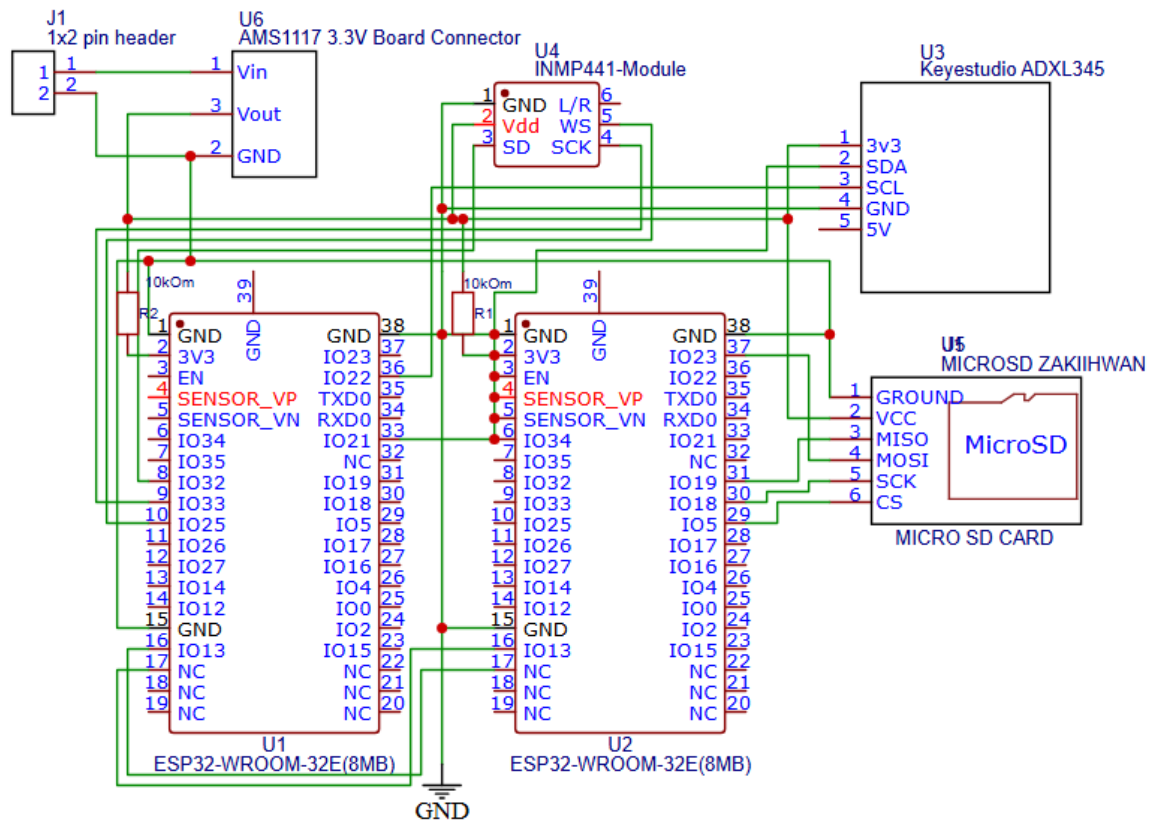 J1
1x2 pin header
1 1
2 2
U6
AMS1117 3.3V Board Connector
1 Vin
3 Vout
2 GND
U4
INMP441-Module
1 GND L/R 6
2 Vdd WS 5
3 SD SCK 4
U3
Keyestudio ADXL345
1 3v3
2 SDA
3 SCL
4 GND
5 5V
10kOm
R2
10kOm
R1
39
GND
1 GND GND 38
2 3V3 IO23 37
3 EN IO22 36
4 SENSOR_VP TXD0 35
5 SENSOR_VN RXD0 34
6 IO34 IO21 33
7 IO35 NC 32
8 IO32 IO19 31
9 IO33 IO18 30
10 IO25 IO5 29
11 IO26 IO17 28
12 IO27 IO16 27
13 IO14 IO4 26
14 IO12 IO0 25
15 GND IO2 24
16 IO13 IO15 23
17 NC NC 22
18 NC NC 21
19 NC NC 20
U1
ESP32-WROOM-32E(8MB)
39
GND
1 GND GND 38
2 3V3 IO23 37
3 EN IO22 36
4 SENSOR_VP TXD0 35
5 SENSOR_VN RXD0 34
6 IO34 IO21 33
7 IO35 NC 32
8 IO32 IO19 31
9 IO33 IO18 30
10 IO25 IO5 29
11 IO26 IO17 28
12 IO27 IO16 27
13 IO14 IO4 26
14 IO12 IO0 25
15 GND IO2 24
16 IO13 IO15 23
17 NC NC 22
18 NC NC 21
19 NC NC 20
U2
ESP32-WROOM-32E(8MB)
MICROSD ZAKIIHWAN
1 GROUND
2 VCC
3 MISO
4 MOSI
5 SCK
6 CS
MicroSD
MICRO SD CARD
GND